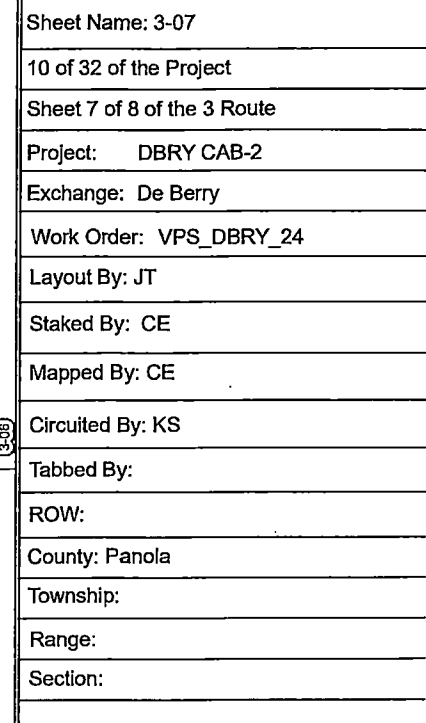 Sheet Name: 3-07
10 of 32 of the Project
Sheet 7 of 8 of the 3 Route
Project: DBRY CAB-2
Exchange: De Berry
Work Order: VPS_DBRY_24
Layout By: JT
Staked By: CE
Mapped By: CE
Circuited By: KS
3-08
Tabbed By:
ROW:
County: Panola
Township:
Range:
Section: